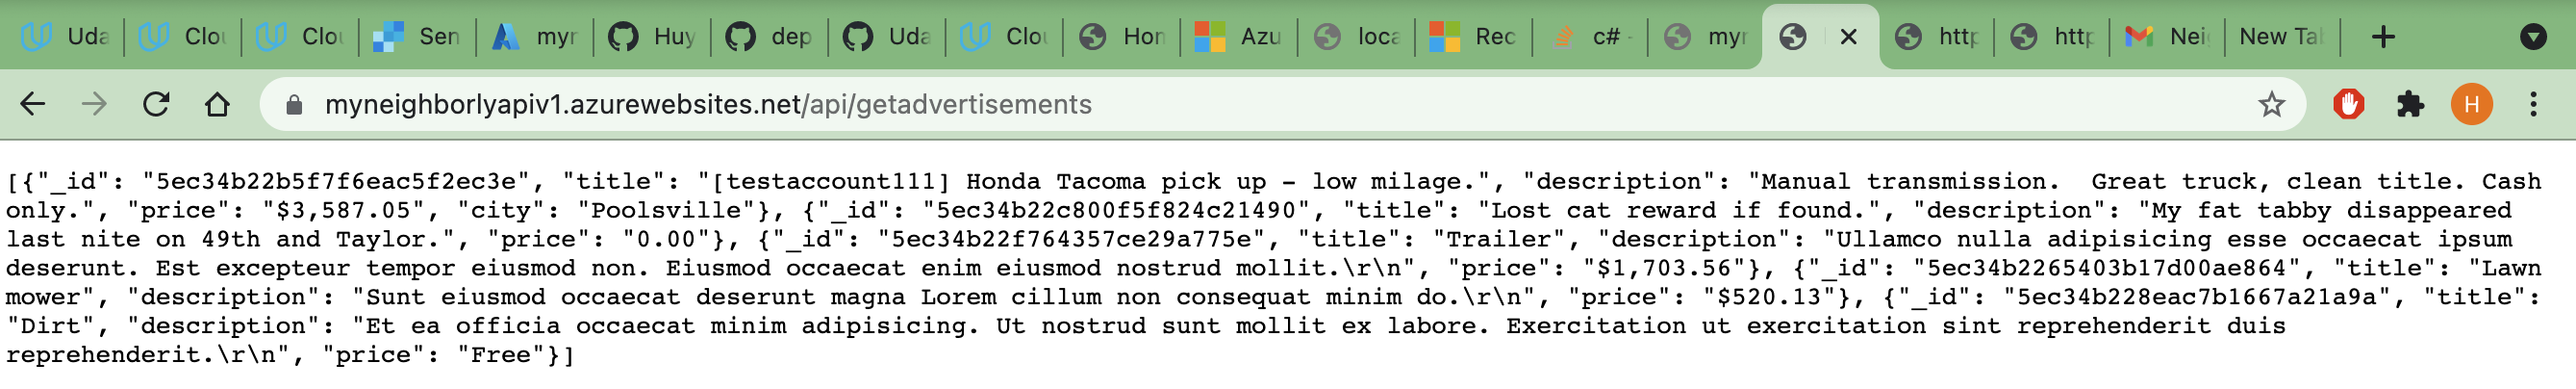 Uda Clou Clou Sen myr Huy dep Uda Clou Hon Azu loca Rec c# - myr http http Neig New Tab
myneighborlyapiv1.azurewebsites.net/api/getadvertisements
H
[{"_id": "5ec34b22b5f7f6eac5f2ec3e", "title": "[testaccount111] Honda Tacoma pick up - low milage.", "description": "Manual transmission.  Great truck, clean title. Cash
only.", "price": "$3,587.05", "city": "Poolsville"}, {"_id": "5ec34b22c800f5f824c21490", "title": "Lost cat reward if found.", "description": "My fat tabby disappeared
last nite on 49th and Taylor.", "price": "0.00"}, {"_id": "5ec34b22f764357ce29a775e", "title": "Trailer", "description": "Ullamco nulla adipisicing esse occaecat ipsum
deserunt. Est excepteur tempor eiusmod non. Eiusmod occaecat enim eiusmod nostrud mollit.\r\n", "price": "$1,703.56"}, {"_id": "5ec34b2265403b17d00ae864", "title": "Lawn
mower", "description": "Sunt eiusmod occaecat deserunt magna Lorem cillum non consequat minim do.\r\n", "price": "$520.13"}, {"_id": "5ec34b228eac7b1667a21a9a", "title":
"Dirt", "description": "Et ea officia occaecat minim adipisicing. Ut nostrud sunt mollit ex labore. Exercitation ut exercitation sint reprehenderit duis
reprehenderit.\r\n", "price": "Free"}]